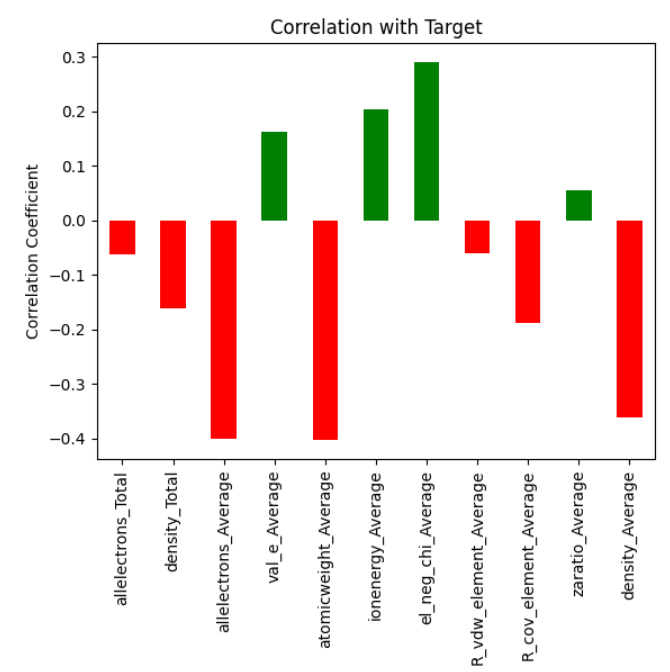 Correlation with Target
Correlation Coefficient
0.3
0.2
0.1
0.0
−0.1
−0.2
−0.3
−0.4
allelectrons_Total
density_Total
allelectrons_Average
val_e_Average
atomicweight_Average
ionenergy_Average
el_neg_chi_Average
R_vdw_element_Average
R_cov_element_Average
zaratio_Average
density_Average